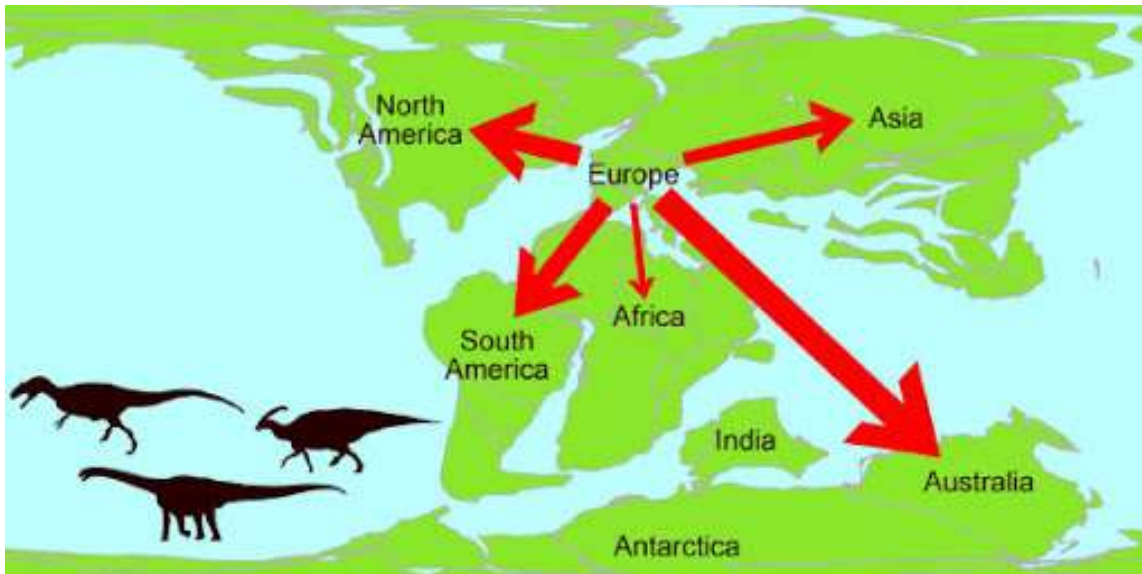 North
America
Asia
Europe
Africa
South
America
India
Australia
Antarctica